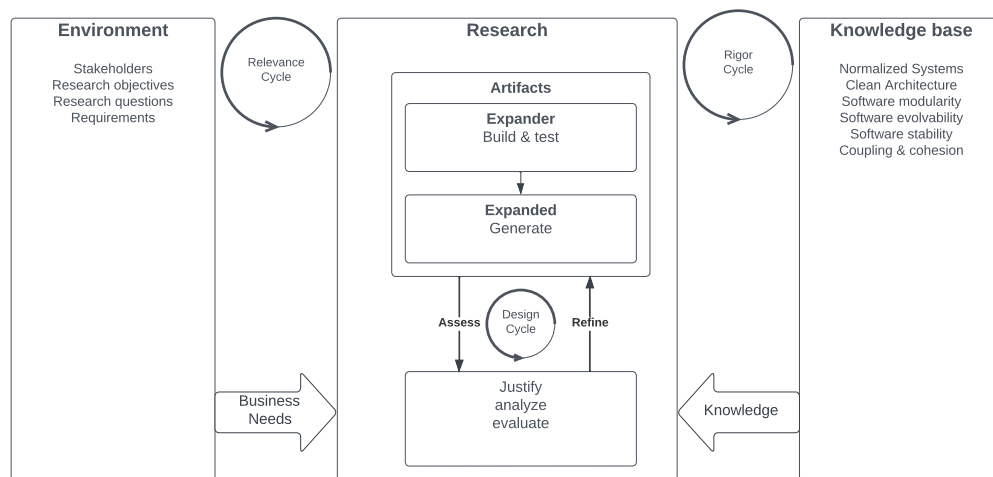 Environment
Stakeholders
Research objectives
Research questions
Requirements
Relevance
Cycle
Business
Needs
Research
Artifacts
Expander
Build & test
Expanded
Generate
Assess
Design
Cycle
Refine
Justify
analyze
evaluate
Rigor
Cycle
Knowledge
Knowledge base
Normalized Systems
Clean Architecture
Software modularity
Software evolvability
Software stability
Coupling & cohesion